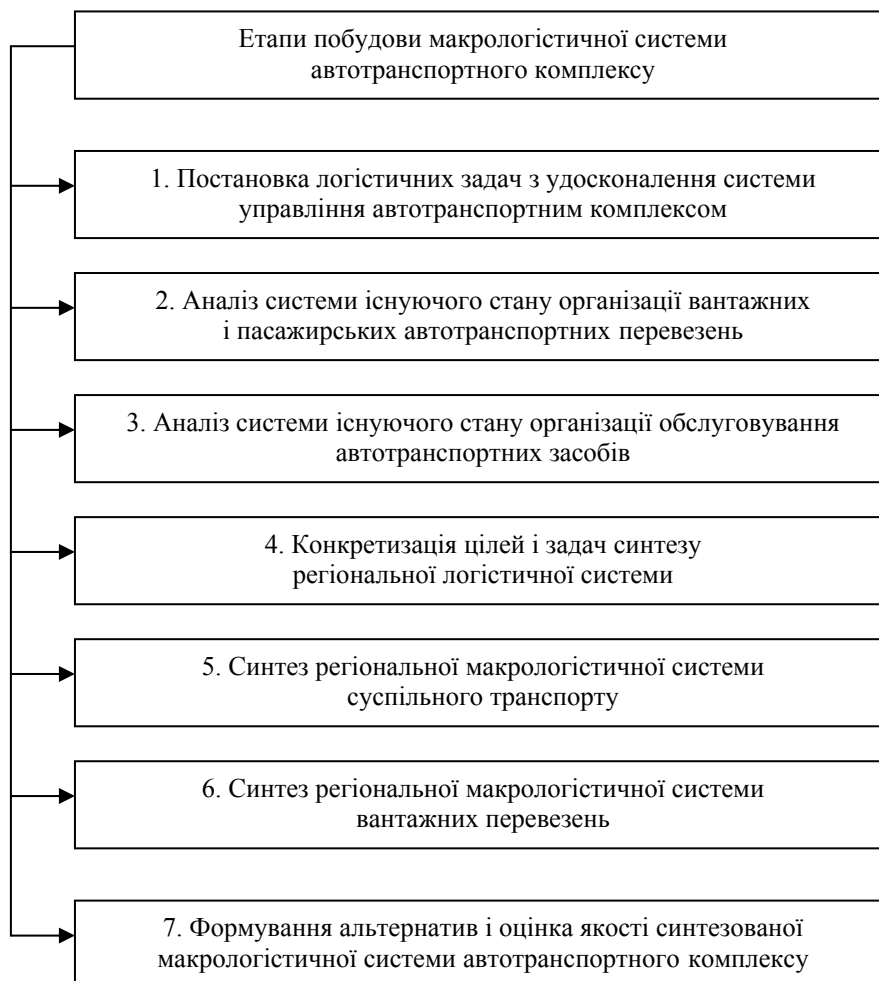 Етапи побудови макрологістичної системи
автотранспортного комплексу
1. Постановка логістичних задач з удосконалення системи
управління автотранспортним комплексом
2. Аналіз системи існуючого стану організації вантажних
і пасажирських автотранспортних перевезень
3. Аналіз системи існуючого стану організації обслуговування
автотранспортних засобів
4. Конкретизація цілей і задач синтезу
регіональної логістичної системи
5. Синтез регіональної макрологістичної системи
суспільного транспорту
6. Синтез регіональної макрологістичної системи
вантажних перевезень
7. Формування альтернатив і оцінка якості синтезованої
макрологістичної системи автотранспортного комплексу